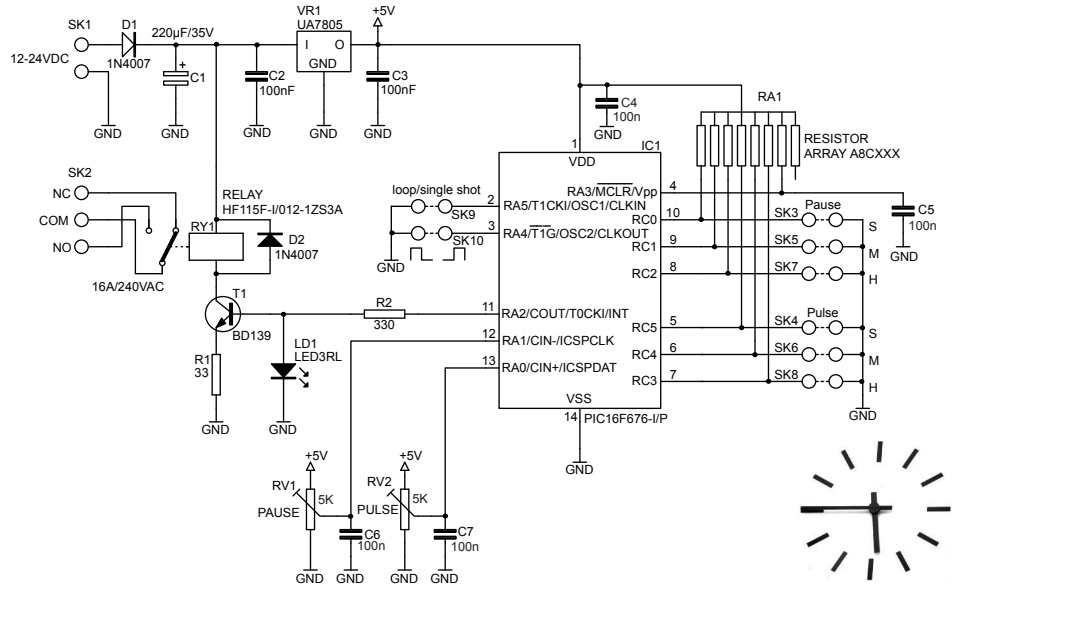 SK1
D1
220µF/35V
VR1
UA7805
+5V
12-24VDC
1N4007
+
C1
I O
GND
C2
100nF
C3
100nF
GND
GND
GND
GND
GND
C4
100n
GND
RA1
RESISTOR
ARRAY A8CXXX
1
IC1
VDD
SK2
NC
COM
NO
16A/240VAC
RELAY
HF115F-I/012-1ZS3A
RY1
D2
1N4007
loop/single shot
2
SK9
3
SK10
GND
RA3/MCLR/Vpp
RA5/T1CKI/OSC1/CLKIN
RC0
RA4/T1G/OSC2/CLKOUT
RC1
RC2
4
10
9
8
SK3
Pause
S
SK5
M
SK7
H
C5
100n
GND
T1
BD139
R2
330
11
RA2/COUT/T0CKI/INT
12
RA1/CIN-/ICSPCLK
13
RA0/CIN+/ICSPDAT
RC5
RC4
RC3
5
6
7
SK4
Pulse
S
SK6
M
SK8
H
GND
R1
33
LD1
LED3RL
GND
GND
VSS
14
PIC16F676-I/P
GND
+5V
RV1
5K
PAUSE
C6
100n
GND
GND
+5V
RV2
5K
PULSE
C7
100n
GND
GND